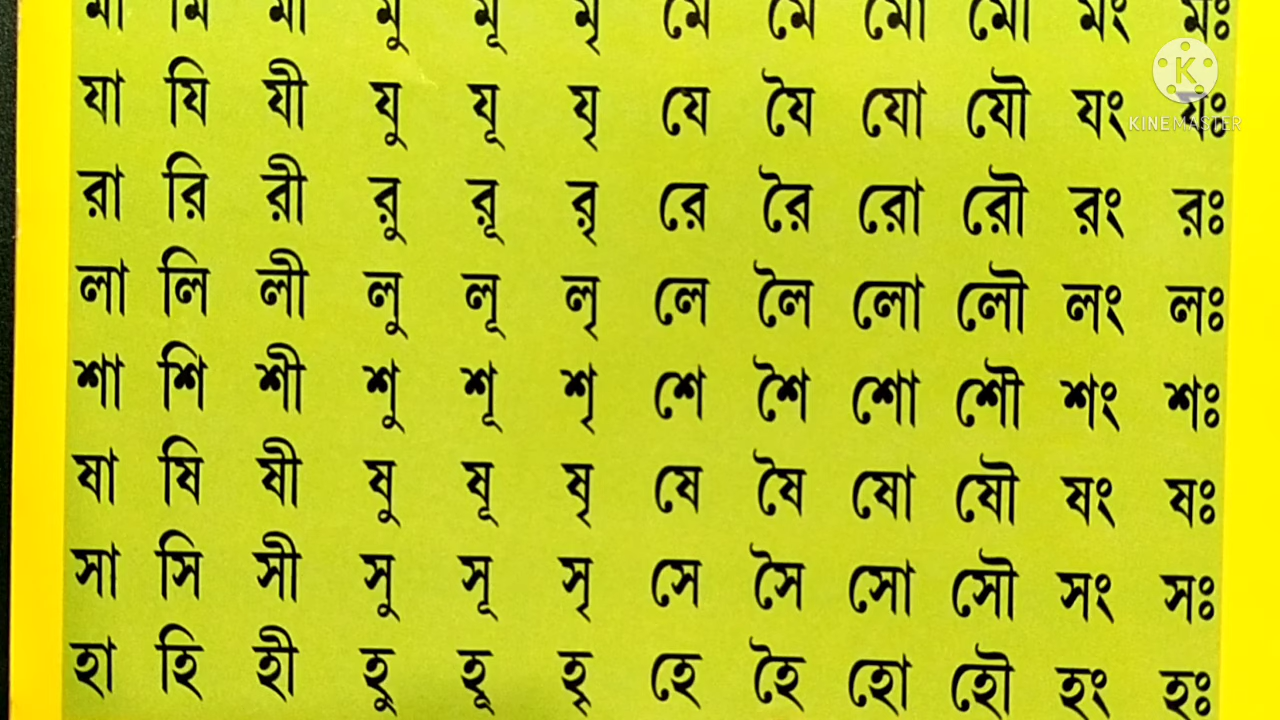 মা মি মী মু মূ মৃ মে মৈ মো মৌ মং মঃ
যা যি যী যু যূ যৃ যে যৈ যো যৌ যং যঃ
K
KINEMASTER
রা রি রী রু রূ রৃ রে রৈ রো রৌ রং রঃ
লা লি লী লু লূ লৃ লে লৈ লো লৌ লং লঃ
শা শি শী শু শূ শৃ শে শৈ শো শৌ শং শঃ
ষা ষি ষী ষু ষূ ষৃ ষে ষৈ ষো ষৌ ষং ষঃ
সা সি সী সু সূ সৃ সে সৈ সো সৌ সং সঃ
হা হি হী হু হূ হৃ হে হৈ হো হৌ হং হঃ